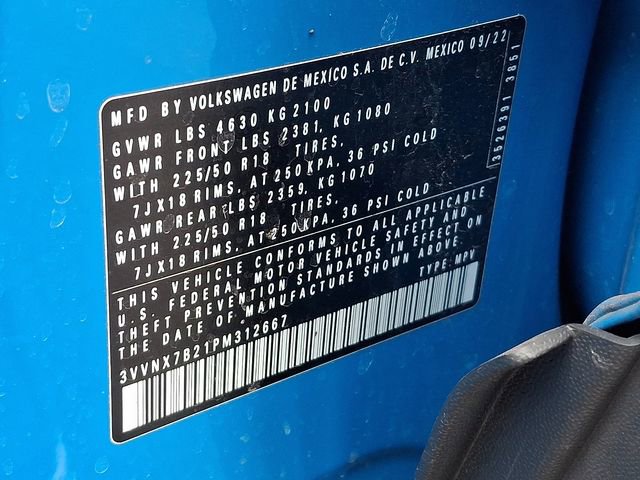 MFD BY VOLKSWAGEN DE MEXICO S.A. DE C.V. MEXICO 09/22
GVWR LBS 4630 KG 2100
GAWR FRONT LBS 2381, KG 1080
WITH 225/50 R18 TIRES,
7JX18 RIMS, AT 250 KPA, 36 PSI COLD
GAWR REAR LBS 2359, KG 1070
WITH 225/50 R18 TIRES,
7JX18 RIMS, AT 250 KPA, 36 PSI COLD
3526391 3851
THIS VEHICLE CONFORMS TO ALL APPLICABLE
U.S. FEDERAL MOTOR VEHICLE SAFETY AND
THEFT PREVENTION STANDARDS IN EFFECT ON
THE DATE OF MANUFACTURE SHOWN ABOVE.
3VVNX7B21PM312667 TYPE: MPV